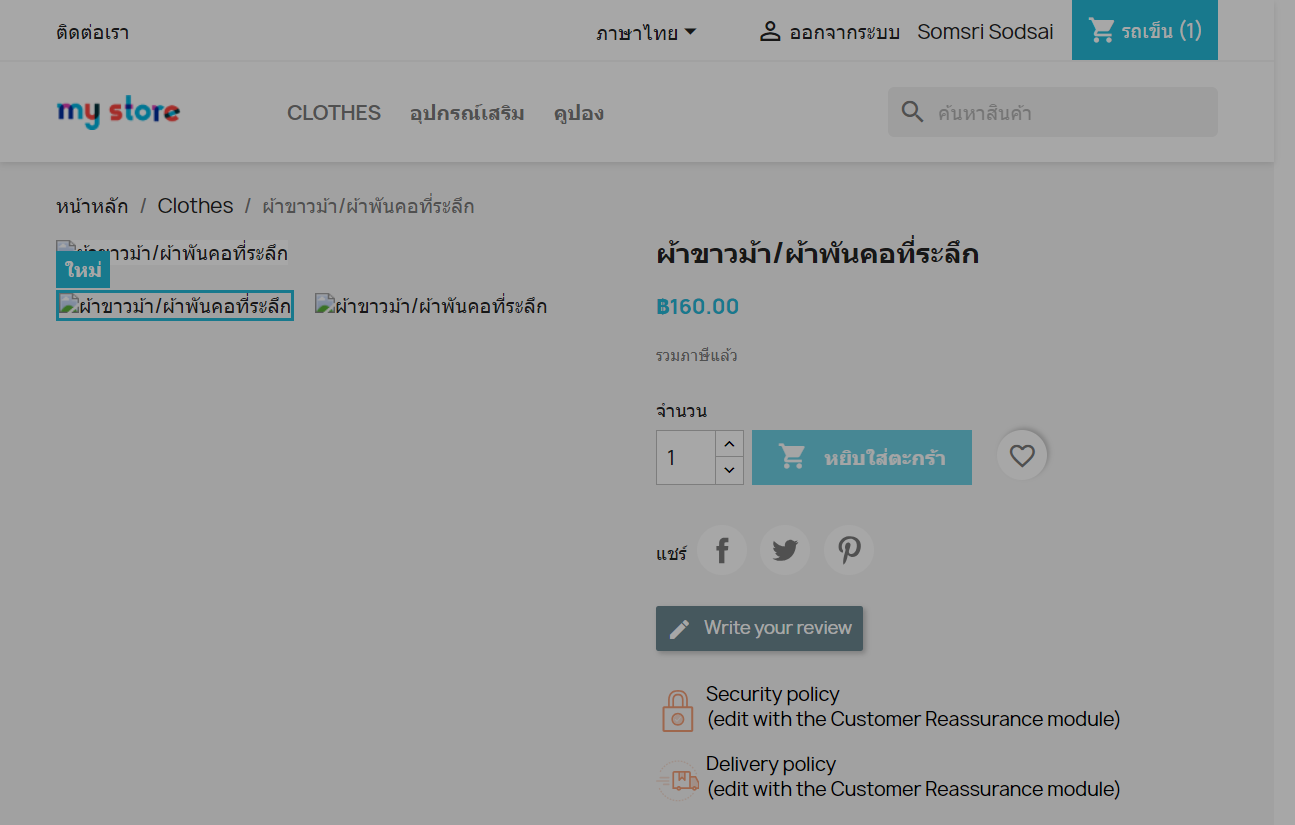 ติดต่อเรา
ภาษาไทย
ออกจากระบบ
Somsri Sodsai
รถเข็น (1)
my store
CLOTHES
อุปกรณ์เสริม
คูปอง
ค้นหาสินค้า
หน้าหลัก / Clothes / ผ้าขาวม้า/ผ้าพันคอที่ระลึก
ผ้าขาวม้า/ผ้าพันคอที่ระลึก
ใหม่
ผ้าขาวม้า/ผ้าพันคอที่ระลึก
ผ้าขาวม้า/ผ้าพันคอที่ระลึก
ผ้าขาวม้า/ผ้าพันคอที่ระลึก
฿160.00
รวมภาษีแล้ว
จำนวน
1
หยิบใส่ตะกร้า
แชร์
Write your review
Security policy
(edit with the Customer Reassurance module)
Delivery policy
(edit with the Customer Reassurance module)